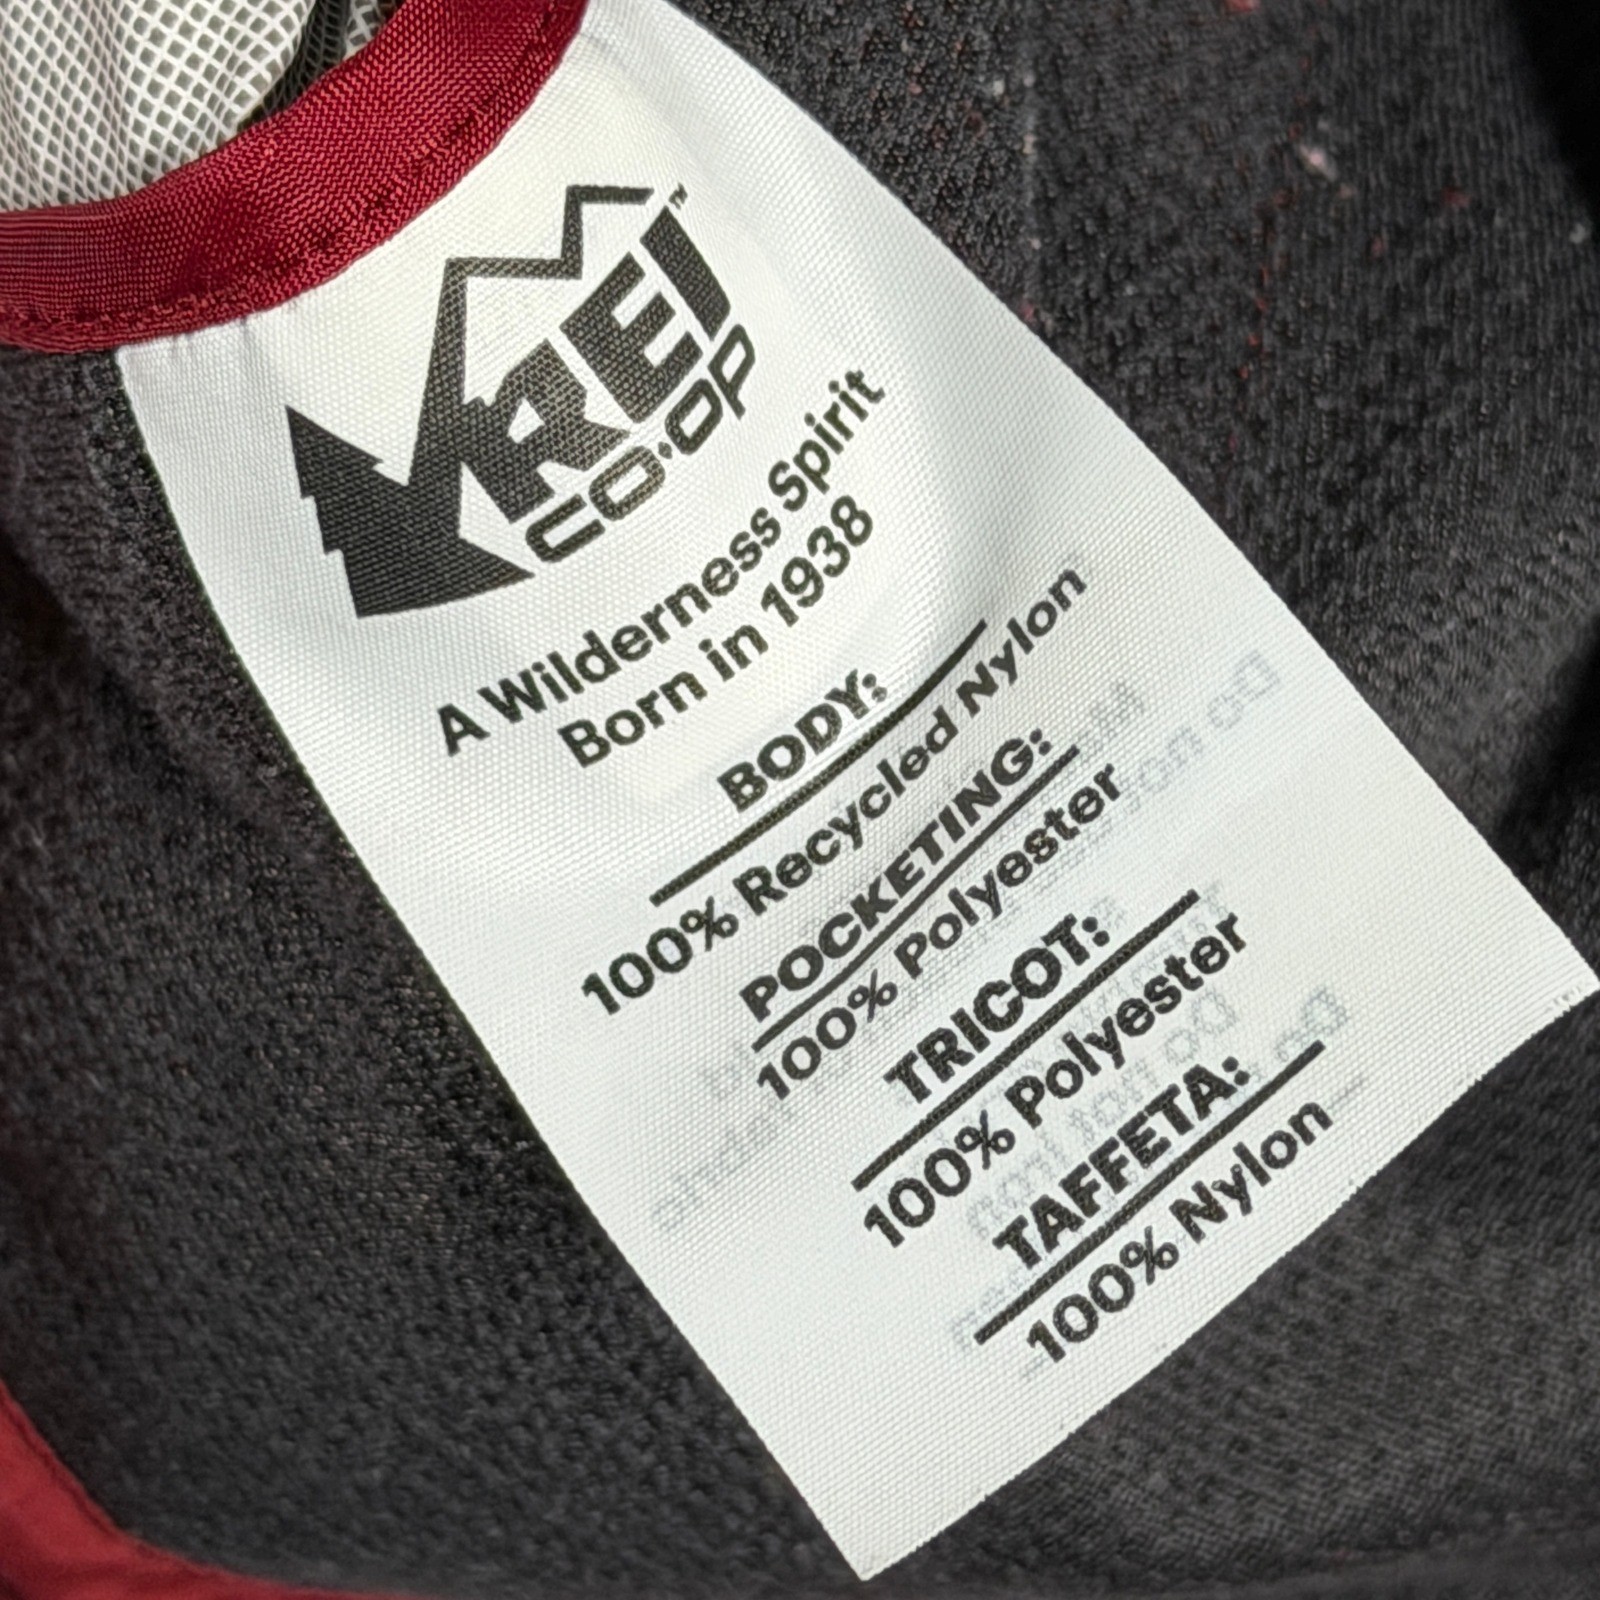 REI™
CO·OP
A Wilderness Spirit
Born in 1938
BODY:
100% Recycled Nylon
POCKETING:
100% Polyester
TRICOT:
100% Polyester
TAFFETA:
100% Nylon